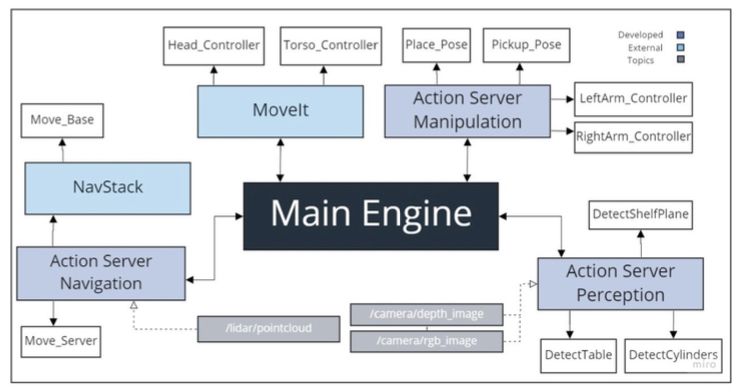 Developed
External
Topics
Head_Controller
Torso_Controller
Place_Pose
Pickup_Pose
MoveIt
Action Server
Manipulation
LeftArm_Controller
RightArm_Controller
Move_Base
NavStack
Main Engine
DetectShelfPlane
Action Server
Navigation
Action Server
Perception
/lidar/pointcloud
/camera/depth_image
/camera/rgb_image
Move_Server
DetectTable
DetectCylinders
miro